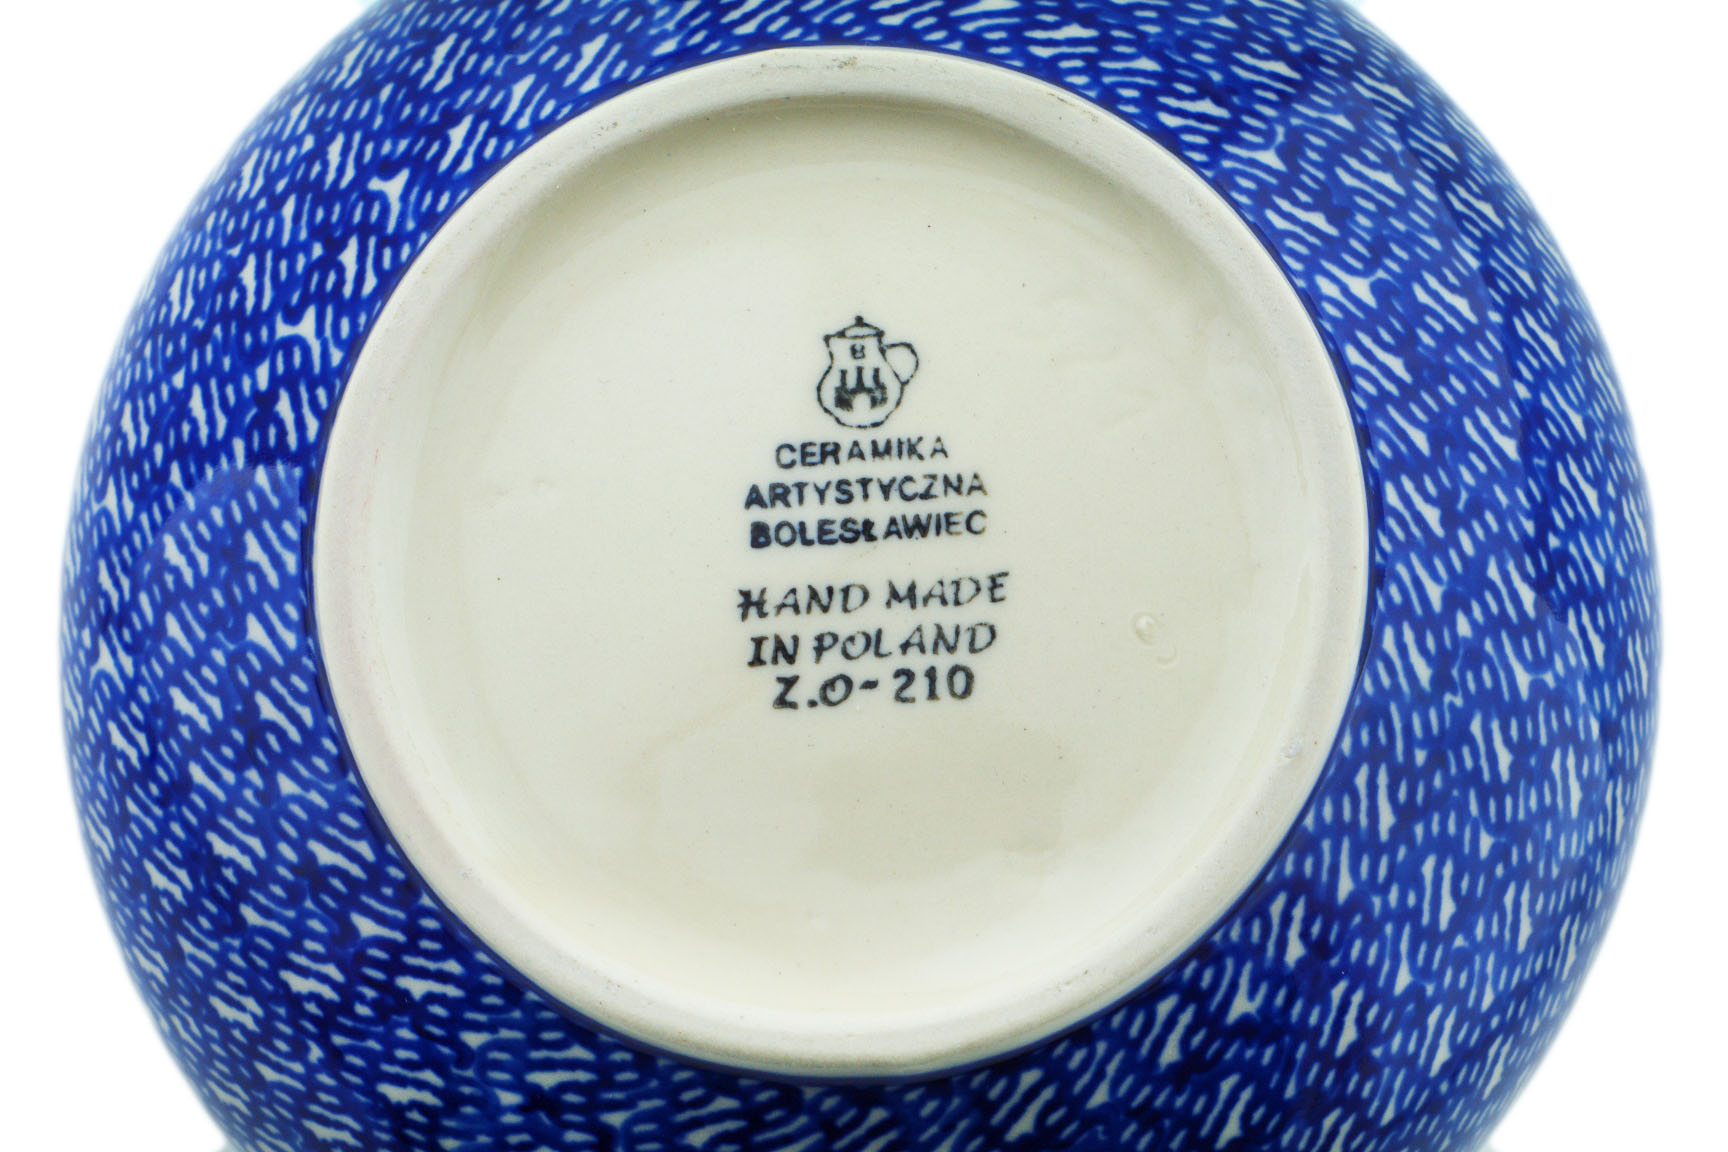 B
CERAMIKA
ARTYSTYCZNA
BOLESŁAWIEC
HAND MADE
IN POLAND
Z.O-210